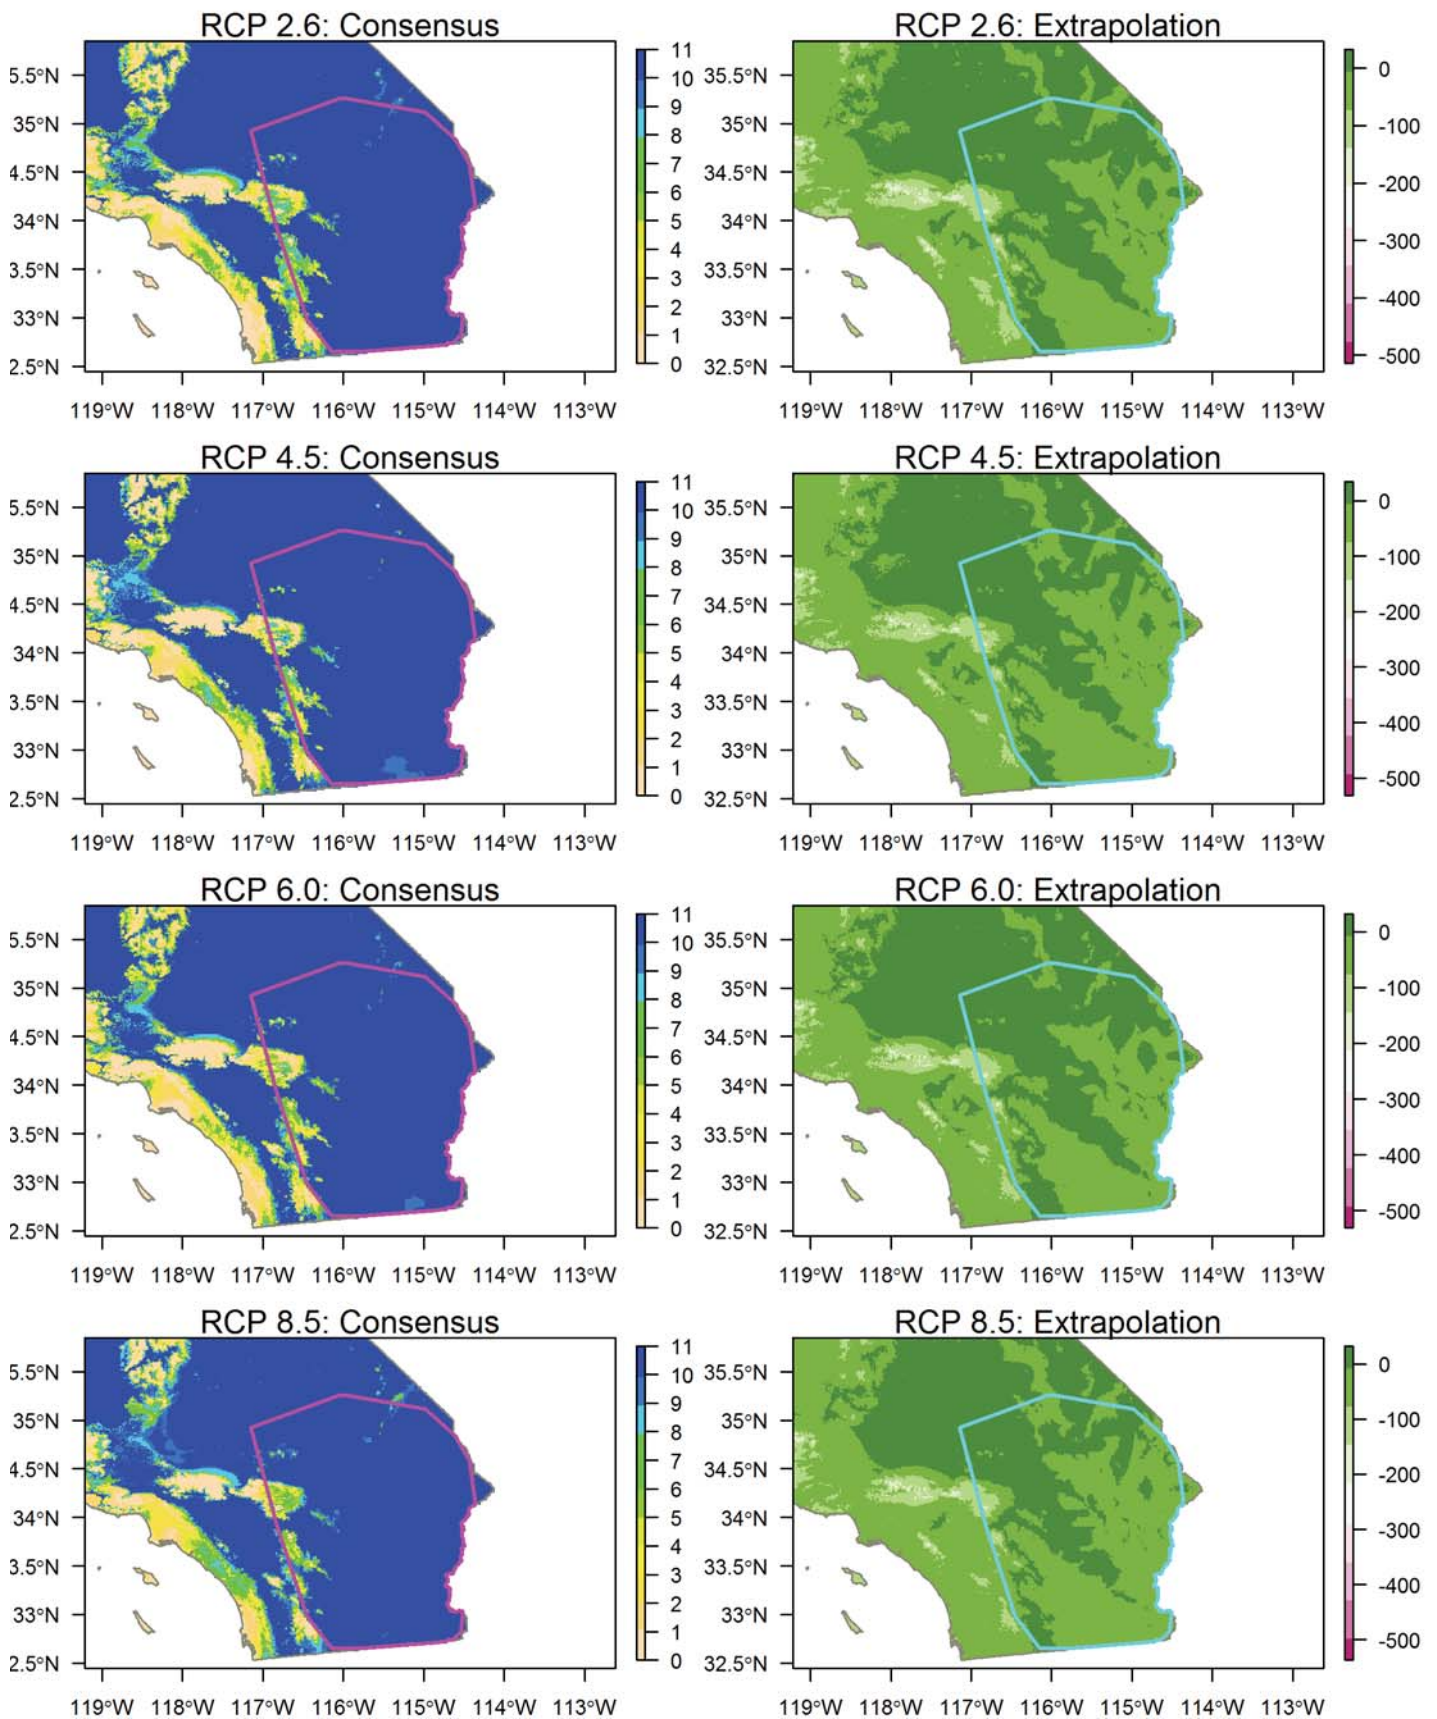 RCP 2.6: Consensus
5.5°N
35°N
4.5°N
34°N
3.5°N
33°N
2.5°N
119°W 118°W 117°W 116°W 115°W 114°W 113°W
11
10
9
8
7
6
5
4
3
2
1
0
RCP 2.6: Extrapolation
35.5°N
35°N
34.5°N
34°N
33.5°N
33°N
32.5°N
119°W 118°W 117°W 116°W 115°W 114°W 113°W
0
-100
-200
-300
-400
-500
RCP 4.5: Consensus
5.5°N
35°N
4.5°N
34°N
3.5°N
33°N
2.5°N
119°W 118°W 117°W 116°W 115°W 114°W 113°W
11
10
9
8
7
6
5
4
3
2
1
0
RCP 4.5: Extrapolation
35.5°N
35°N
34.5°N
34°N
33.5°N
33°N
32.5°N
119°W 118°W 117°W 116°W 115°W 114°W 113°W
0
-100
-200
-300
-400
-500
RCP 6.0: Consensus
5.5°N
35°N
4.5°N
34°N
3.5°N
33°N
2.5°N
119°W 118°W 117°W 116°W 115°W 114°W 113°W
11
10
9
8
7
6
5
4
3
2
1
0
RCP 6.0: Extrapolation
35.5°N
35°N
34.5°N
34°N
33.5°N
33°N
32.5°N
119°W 118°W 117°W 116°W 115°W 114°W 113°W
0
-100
-200
-300
-400
-500
RCP 8.5: Consensus
5.5°N
35°N
4.5°N
34°N
3.5°N
33°N
2.5°N
119°W 118°W 117°W 116°W 115°W 114°W 113°W
11
10
9
8
7
6
5
4
3
2
1
0
RCP 8.5: Extrapolation
35.5°N
35°N
34.5°N
34°N
33.5°N
33°N
32.5°N
119°W 118°W 117°W 116°W 115°W 114°W 113°W
0
-100
-200
-300
-400
-500